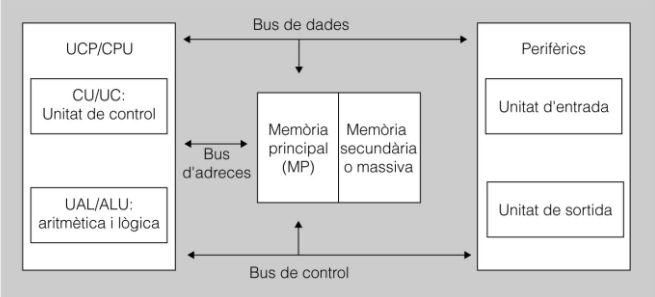 Bus de dades
UCP/CPU
CU/UC:
Unitat de control
UAL/ALU:
aritmètica i lògica
Bus
d'adreces
Memòria
principal
(MP)
Memòria
secundària
o massiva
Perifèrics
Unitat d'entrada
Unitat de sortida
Bus de control